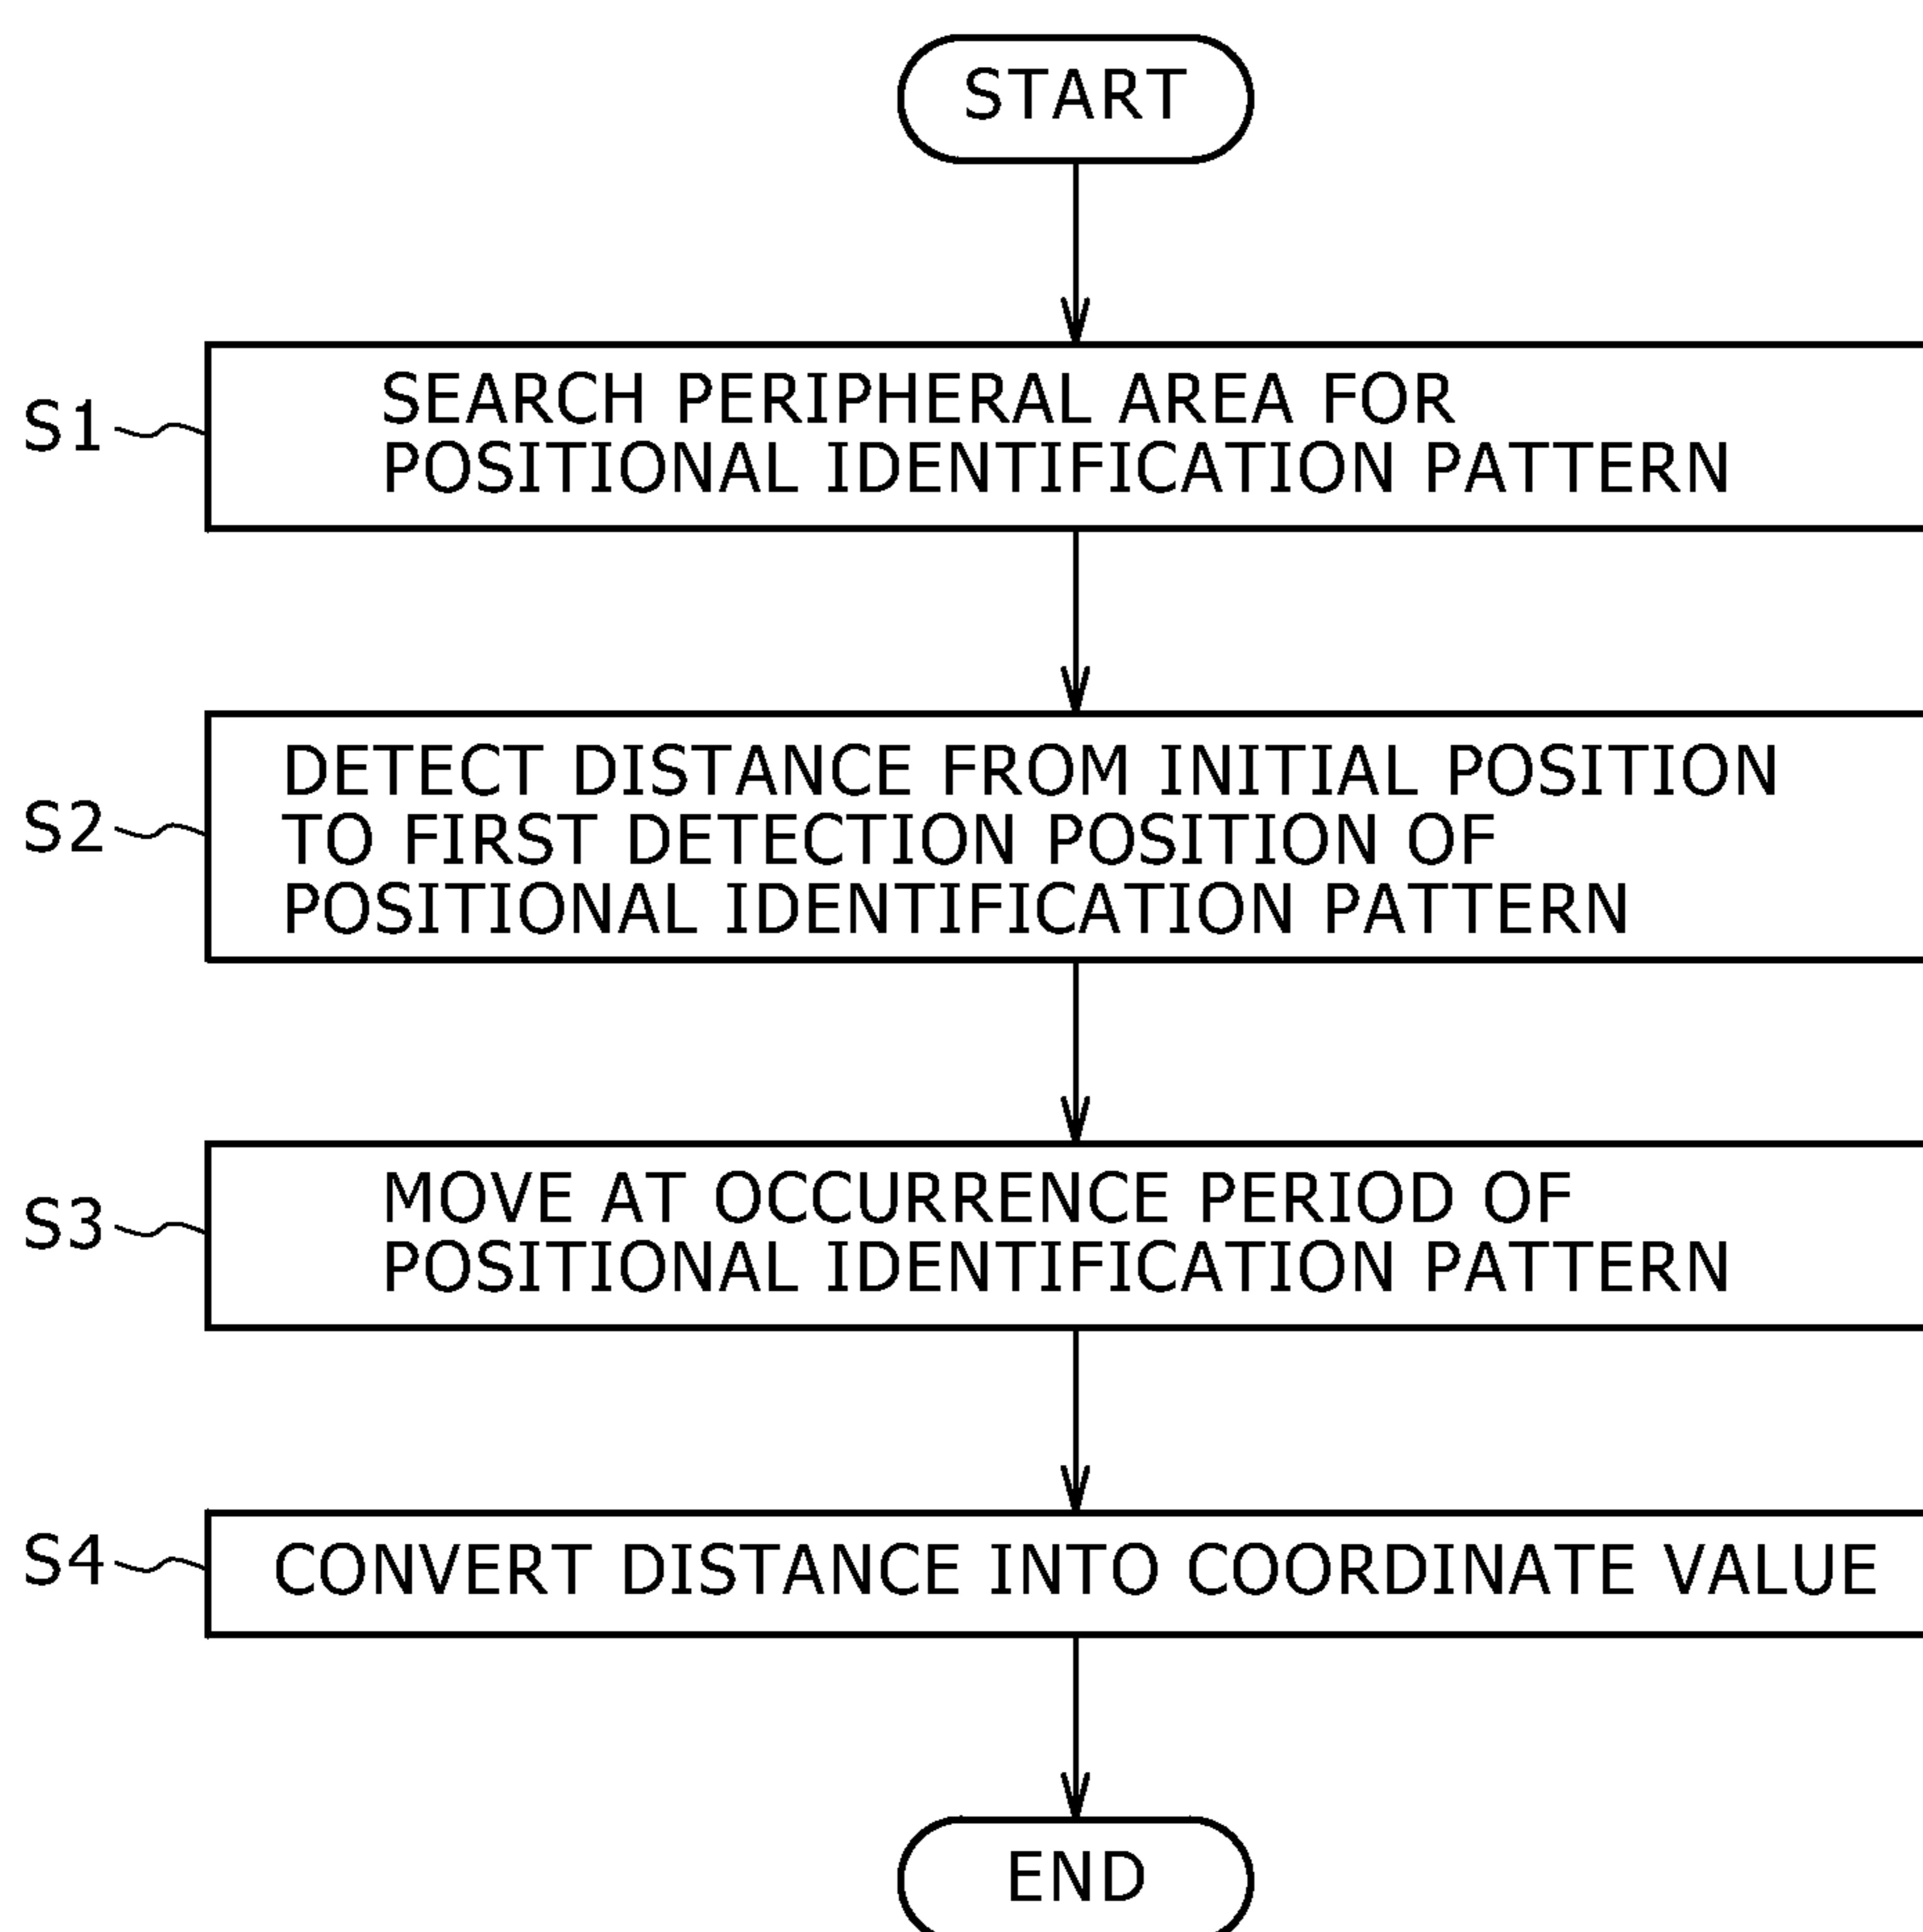 START
S1
SEARCH PERIPHERAL AREA FOR
POSITIONAL IDENTIFICATION PATTERN
S2
DETECT DISTANCE FROM INITIAL POSITION
TO FIRST DETECTION POSITION OF
POSITIONAL IDENTIFICATION PATTERN
S3
MOVE AT OCCURRENCE PERIOD OF
POSITIONAL IDENTIFICATION PATTERN
S4
CONVERT DISTANCE INTO COORDINATE VALUE
END